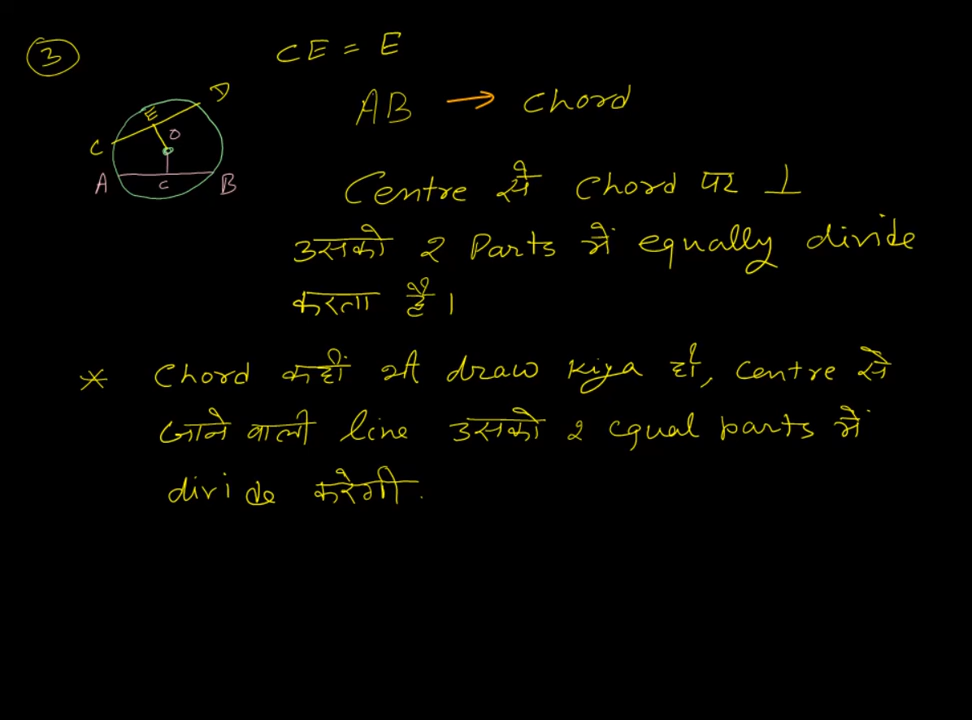 3
CE = E
AB → chord
D
E
C
O
A
C
B
Centre से chord पर ⊥
उसको 2 Parts में equally divide
करता है।
* Chord कहीं भी draw kiya हो, centre से
जाने वाली line उसको 2 equal parts में
divide करेगी.